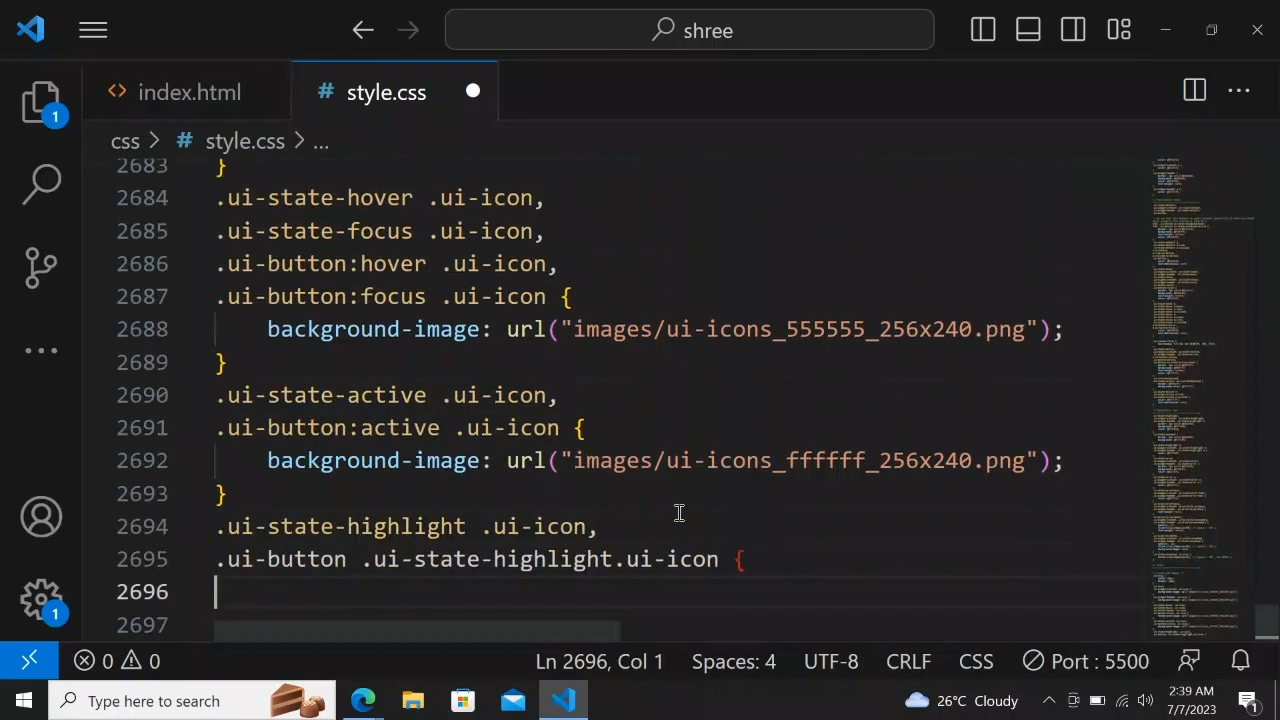 shree
index.html
style.css
css > # style.css > ...
2683 }
2684 .ui-state-hover .ui-icon,
2685 .ui-state-focus .ui-icon,
2686 .ui-button:hover .ui-icon,
2687 .ui-button:focus .ui-icon {
2688 background-image: url("images/ui-icons_555555_256x240.png");
2689 }
2690 .ui-state-active .ui-icon,
2691 .ui-button:active .ui-icon {
2692 background-image: url("images/ui-icons_ffffff_256x240.png");
2693 }
2694 .ui-state-highlight .ui-icon,
2695 .ui-button .ui-state-highlight.ui-icon
2696
2697
1
1
0 0
Ln 2696, Col 1
Spaces: 4
UTF-8
CRLF
CSS
Port : 5500
Type here to search
26°C Cloudy
2:39 AM
7/7/2023
1